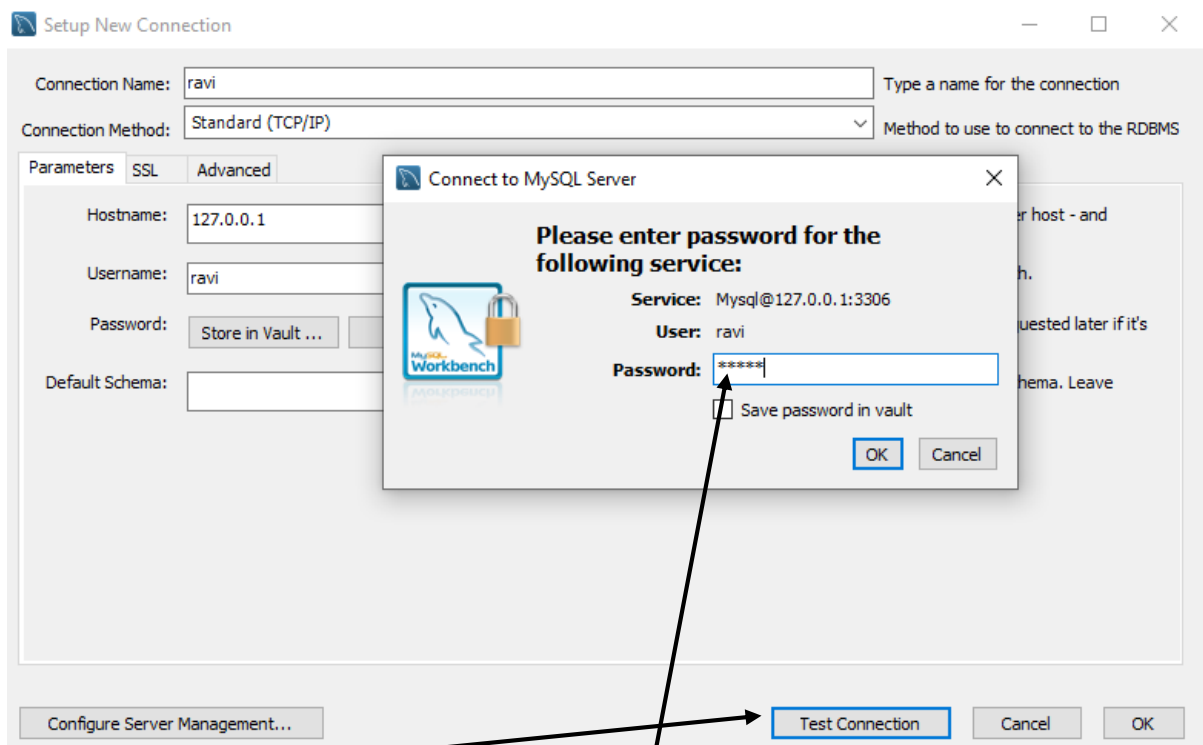 Setup New Connection
Connection Name: ravi Type a name for the connection
Connection Method: Standard (TCP/IP) Method to use to connect to the RDBMS
Parameters SSL Advanced
Hostname: 127.0.0.1
er host - and
Username: ravi
h.
Password: Store in Vault ...
uested later if it's
Default Schema:
hema. Leave
Connect to MySQL Server
Please enter password for the
following service:
Service: Mysql@127.0.0.1:3306
User: ravi
Password: *****
Save password in vault
OK Cancel
MySQL
Workbench
Configure Server Management... Test Connection Cancel OK